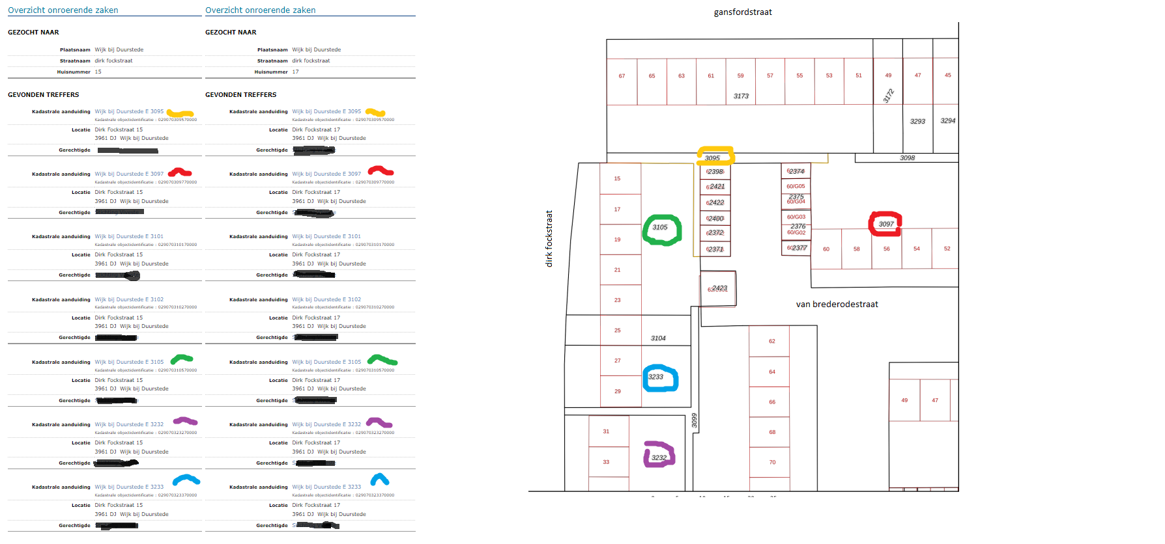 Overzicht onroerende zaken
GEZOCHT NAAR
Plaatsnaam Wijk bij Duurstede
Straatnaam dirk fockstraat
Huisnummer 15
GEVONDEN TREFFERS
Kadastrale aanduiding Wijk bij Duurstede E 3095
Kadastrale objectidentificatie : 029070309570000
Locatie Dirk Fockstraat 15
3961 DJ Wijk bij Duurstede
Gerechtigde
Kadastrale aanduiding Wijk bij Duurstede E 3097
Kadastrale objectidentificatie : 029070309770000
Locatie Dirk Fockstraat 15
3961 DJ Wijk bij Duurstede
Gerechtigde
Kadastrale aanduiding Wijk bij Duurstede E 3101
Kadastrale objectidentificatie : 029070310170000
Locatie Dirk Fockstraat 15
3961 DJ Wijk bij Duurstede
Gerechtigde
Kadastrale aanduiding Wijk bij Duurstede E 3102
Kadastrale objectidentificatie : 029070310270000
Locatie Dirk Fockstraat 15
3961 DJ Wijk bij Duurstede
Gerechtigde
Kadastrale aanduiding Wijk bij Duurstede E 3105
Kadastrale objectidentificatie : 029070310570000
Locatie Dirk Fockstraat 15
3961 DJ Wijk bij Duurstede
Gerechtigde
Kadastrale aanduiding Wijk bij Duurstede E 3232
Kadastrale objectidentificatie : 029070323270000
Locatie Dirk Fockstraat 15
3961 DJ Wijk bij Duurstede
Gerechtigde
Kadastrale aanduiding Wijk bij Duurstede E 3233
Kadastrale objectidentificatie : 029070323370000
Locatie Dirk Fockstraat 15
3961 DJ Wijk bij Duurstede
Gerechtigde
Overzicht onroerende zaken
GEZOCHT NAAR
Plaatsnaam Wijk bij Duurstede
Straatnaam dirk fockstraat
Huisnummer 17
GEVONDEN TREFFERS
Kadastrale aanduiding Wijk bij Duurstede E 3095
Kadastrale objectidentificatie : 029070309570000
Locatie Dirk Fockstraat 17
3961 DJ Wijk bij Duurstede
Gerechtigde
Kadastrale aanduiding Wijk bij Duurstede E 3097
Kadastrale objectidentificatie : 029070309770000
Locatie Dirk Fockstraat 17
3961 DJ Wijk bij Duurstede
Gerechtigde
Kadastrale aanduiding Wijk bij Duurstede E 3101
Kadastrale objectidentificatie : 029070310170000
Locatie Dirk Fockstraat 17
3961 DJ Wijk bij Duurstede
Gerechtigde
Kadastrale aanduiding Wijk bij Duurstede E 3102
Kadastrale objectidentificatie : 029070310270000
Locatie Dirk Fockstraat 17
3961 DJ Wijk bij Duurstede
Gerechtigde
Kadastrale aanduiding Wijk bij Duurstede E 3105
Kadastrale objectidentificatie : 029070310570000
Locatie Dirk Fockstraat 17
3961 DJ Wijk bij Duurstede
Gerechtigde
Kadastrale aanduiding Wijk bij Duurstede E 3232
Kadastrale objectidentificatie : 029070323270000
Locatie Dirk Fockstraat 17
3961 DJ Wijk bij Duurstede
Gerechtigde
Kadastrale aanduiding Wijk bij Duurstede E 3233
Kadastrale objectidentificatie : 029070323370000
Locatie Dirk Fockstraat 17
3961 DJ Wijk bij Duurstede
Gerechtigde
gansfordstraat
67 65 63 61 59 57 55 53 51 49 47 45
3173 3172
3293 3294
3095 3098
15 2398 2374
2421 60/G05
17 2422 2375 60/G04
3105 2400 60/G03 3097
19 2372 2376 60/G02
2371 2377 60 58 56 54 52
dirk fockstraat
21
23 2423
van brederodestraat
25 3104
62
27
3233 64
29
66 49 47
3099
31 68
33 3232 70